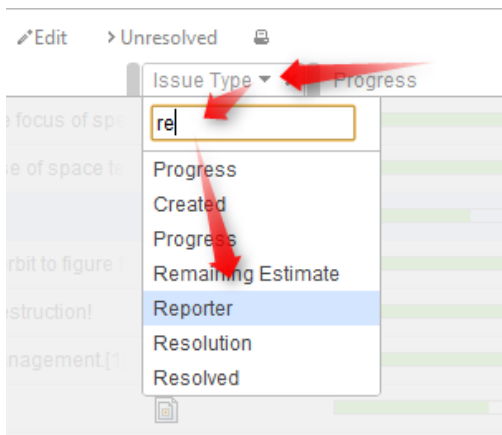 Edit > Unresolved
Issue Type Progress
e focus of spe
re
se of space te
Progress
Created
Progress
rbit to figure
Remaining Estimate
estruction!
Reporter
Resolution
nagement.[1
Resolved